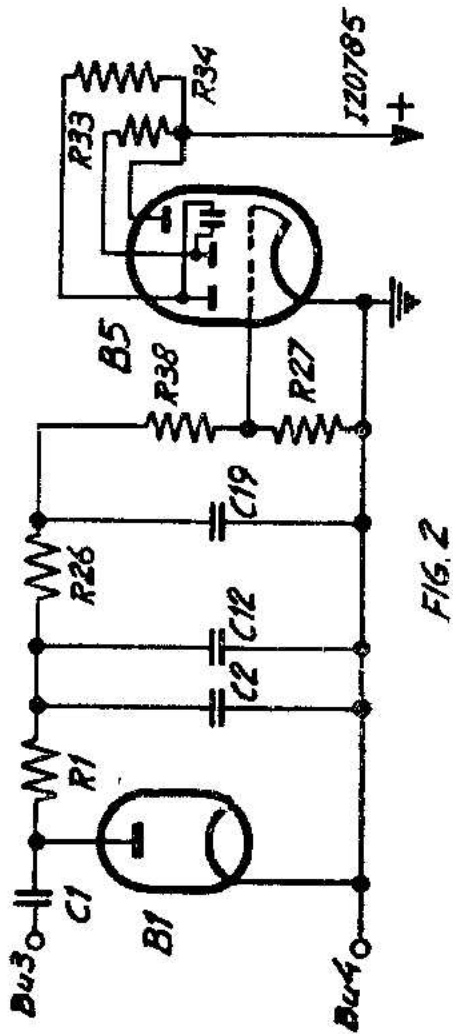 Bu3
C1
B1
R1
C2
C12
R26
C19
R38
R27
B5
R33
R34
I20785
+
Bu4
FIG. 2